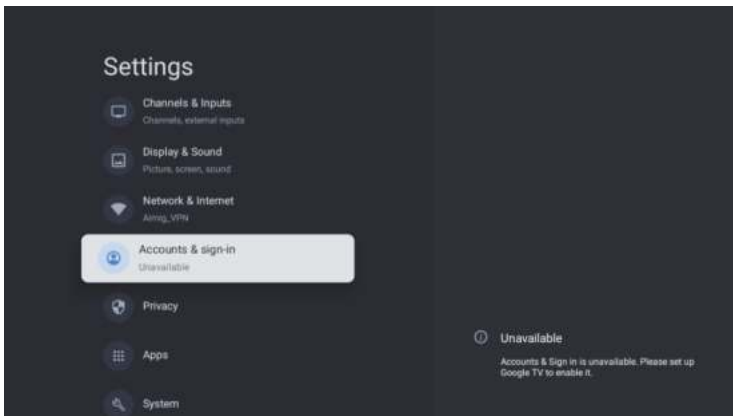 Settings
Channels & Inputs
Channels, external inputs
Display & Sound
Picture, screen, sound
Network & Internet
Aimig_VPN
Accounts & sign-in
Unavailable
Privacy
Apps
System
Unavailable
Accounts & Sign in is unavailable. Please set up
Google TV to enable it.